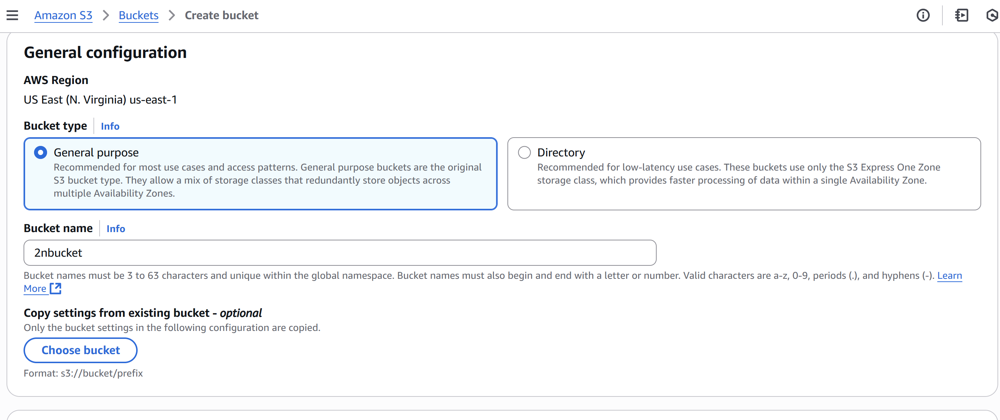 Amazon S3 > Buckets > Create bucket
General configuration
AWS Region
US East (N. Virginia) us-east-1
Bucket type Info
General purpose
Recommended for most use cases and access patterns. General purpose buckets are the original
S3 bucket type. They allow a mix of storage classes that redundantly store objects across
multiple Availability Zones.
Directory
Recommended for low-latency use cases. These buckets use only the S3 Express One Zone
storage class, which provides faster processing of data within a single Availability Zone.
Bucket name Info
2nbucket
Bucket names must be 3 to 63 characters and unique within the global namespace. Bucket names must also begin and end with a letter or number. Valid characters are a-z, 0-9, periods (.), and hyphens (-). Learn
More
Copy settings from existing bucket - optional
Only the bucket settings in the following configuration are copied.
Choose bucket
Format: s3://bucket/prefix